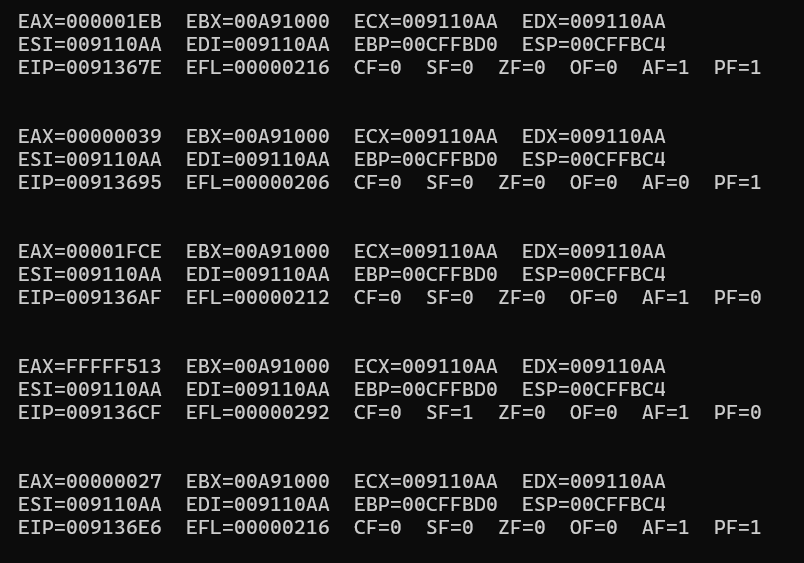 EAX=000001EB  EBX=00A91000  ECX=009110AA  EDX=009110AA
ESI=009110AA  EDI=009110AA  EBP=00CFFBD0  ESP=00CFFBC4
EIP=0091367E  EFL=00000216  CF=0  SF=0  ZF=0  OF=0  AF=1  PF=1
EAX=00000039  EBX=00A91000  ECX=009110AA  EDX=009110AA
ESI=009110AA  EDI=009110AA  EBP=00CFFBD0  ESP=00CFFBC4
EIP=00913695  EFL=00000206  CF=0  SF=0  ZF=0  OF=0  AF=0  PF=1
EAX=00001FCE  EBX=00A91000  ECX=009110AA  EDX=009110AA
ESI=009110AA  EDI=009110AA  EBP=00CFFBD0  ESP=00CFFBC4
EIP=009136AF  EFL=00000212  CF=0  SF=0  ZF=0  OF=0  AF=1  PF=0
EAX=FFFFF513  EBX=00A91000  ECX=009110AA  EDX=009110AA
ESI=009110AA  EDI=009110AA  EBP=00CFFBD0  ESP=00CFFBC4
EIP=009136CF  EFL=00000292  CF=0  SF=1  ZF=0  OF=0  AF=1  PF=0
EAX=00000027  EBX=00A91000  ECX=009110AA  EDX=009110AA
ESI=009110AA  EDI=009110AA  EBP=00CFFBD0  ESP=00CFFBC4
EIP=009136E6  EFL=00000216  CF=0  SF=0  ZF=0  OF=0  AF=1  PF=1